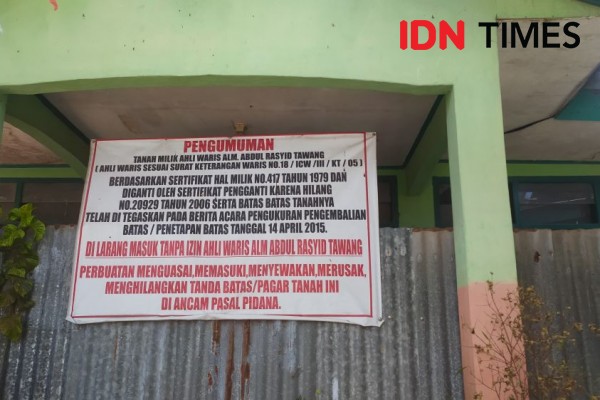 IDN TIMES
PENGUMUMAN
TANAH MILIK AHLI WARIS ALM. ABDUL RASYID TAWANG
( AHLI WARIS SESUAI SURAT KETERANGAN WARIS NO.18 / ICW /III / KT / 05 )
BERDASARKAN SERTIFIKAT HAL MILIK NO.417 TAHUN 1979 DAN
DIGANTI OLEH SERTHIFKAT PENGGANTI KARENA HILANG
NO.20929 TAHUN 2006 SERTA BATAS BATAS TANAHNYA
TELAH DI TEGASKAN PADA BERITA ACARA PENGUKURAN PENGEMBALIAN
BATAS / PENETAPAN BATAS TANGGAL 14 APRIL 2015.
DI LARANG MASUK TANPA IZIN AHLI WARIS ALM ABDUL RASYID TAWANG
PERBUATAN MENGUASAI,MEMASUKI,MENYEWAKAN,MERUSAK,
MENGHILANGKAN TANDA BATAS/PAGAR TANAH INI
DI ANCAM PASAL PIDANA.